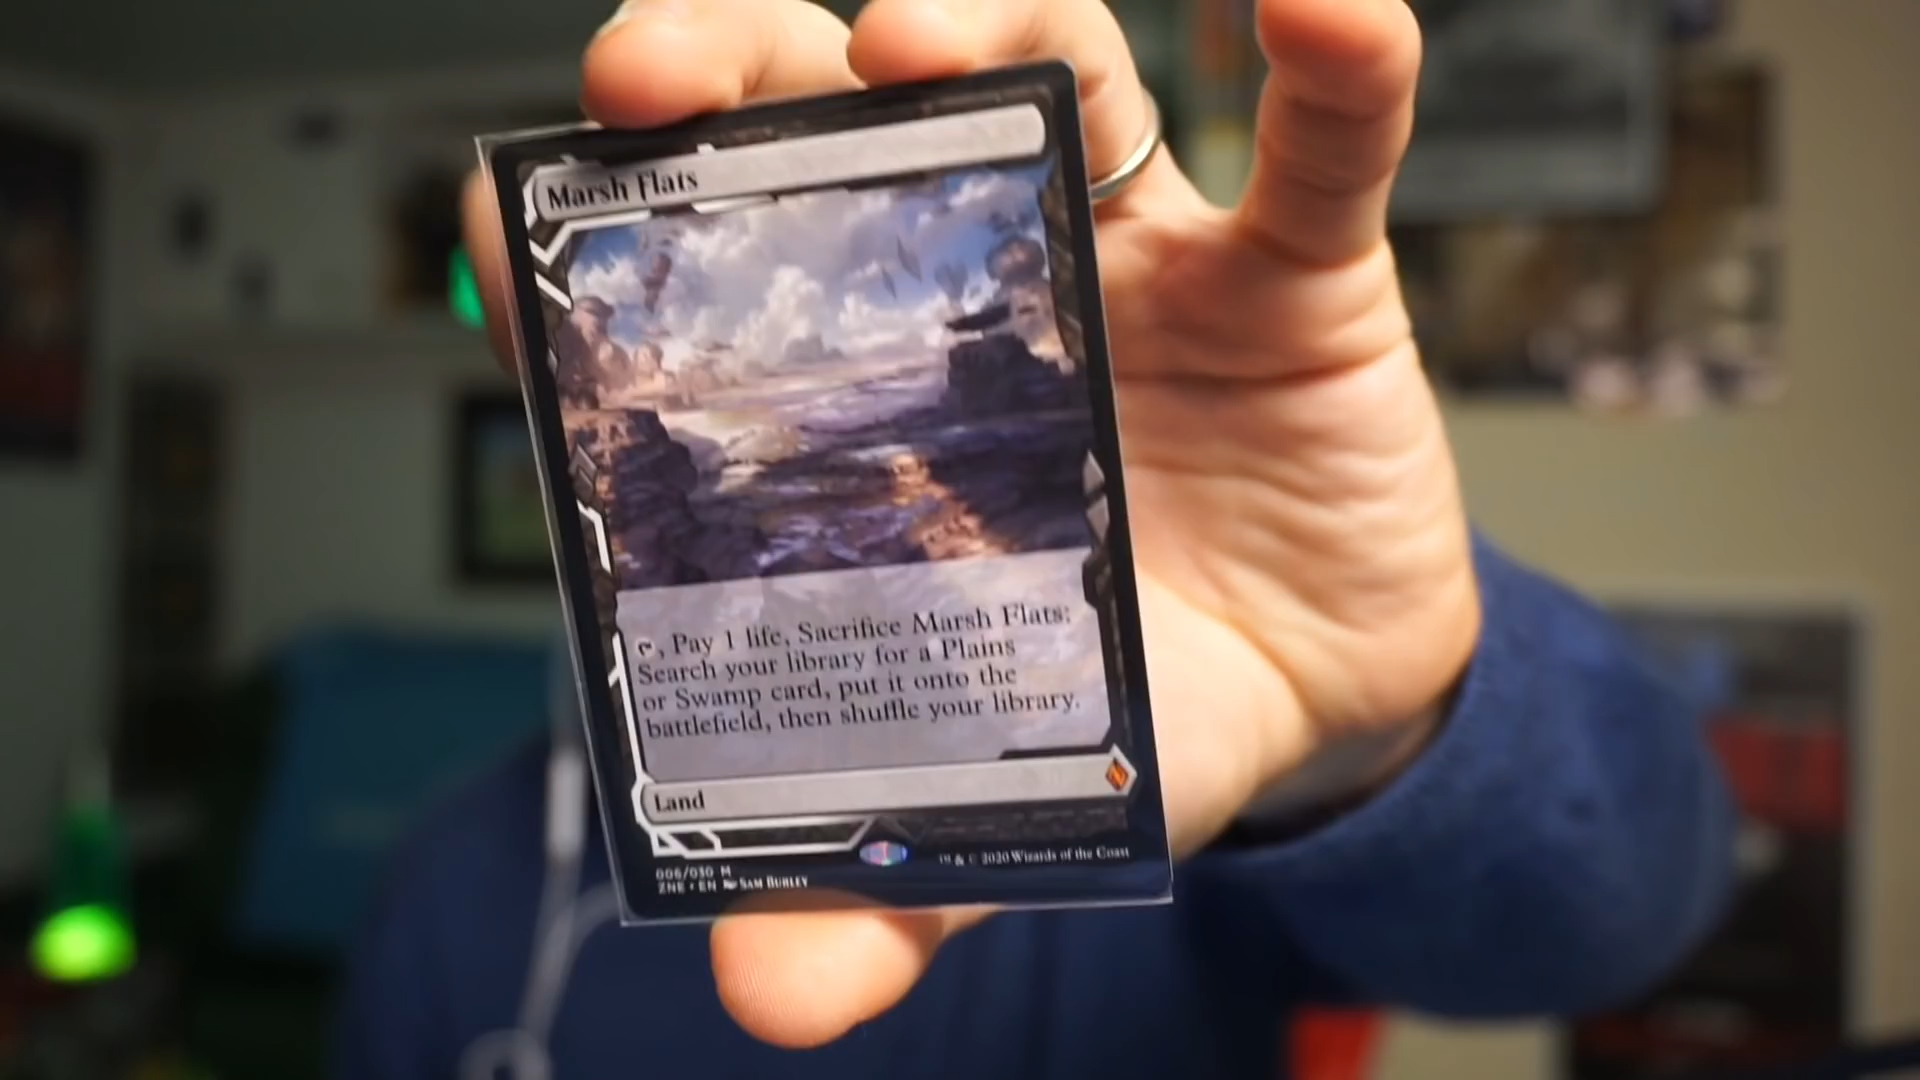 Marsh Flats
, Pay 1 life, Sacrifice Marsh Flats:
Search your library for a Plains
or Swamp card, put it onto the
battlefield, then shuffle your library.
Land
006/030 M
ZNE • EN Sam Burley
™ & © 2020 Wizards of the Coast